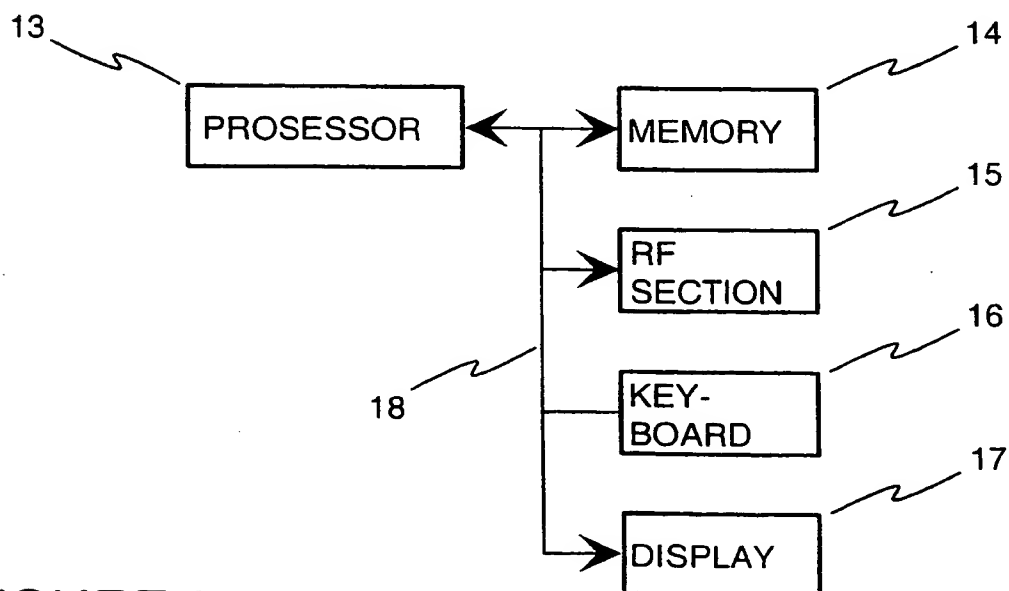 13
14
PROSESSOR
MEMORY
15
RF
SECTION
16
18
KEY-
BOARD
17
DISPLAY